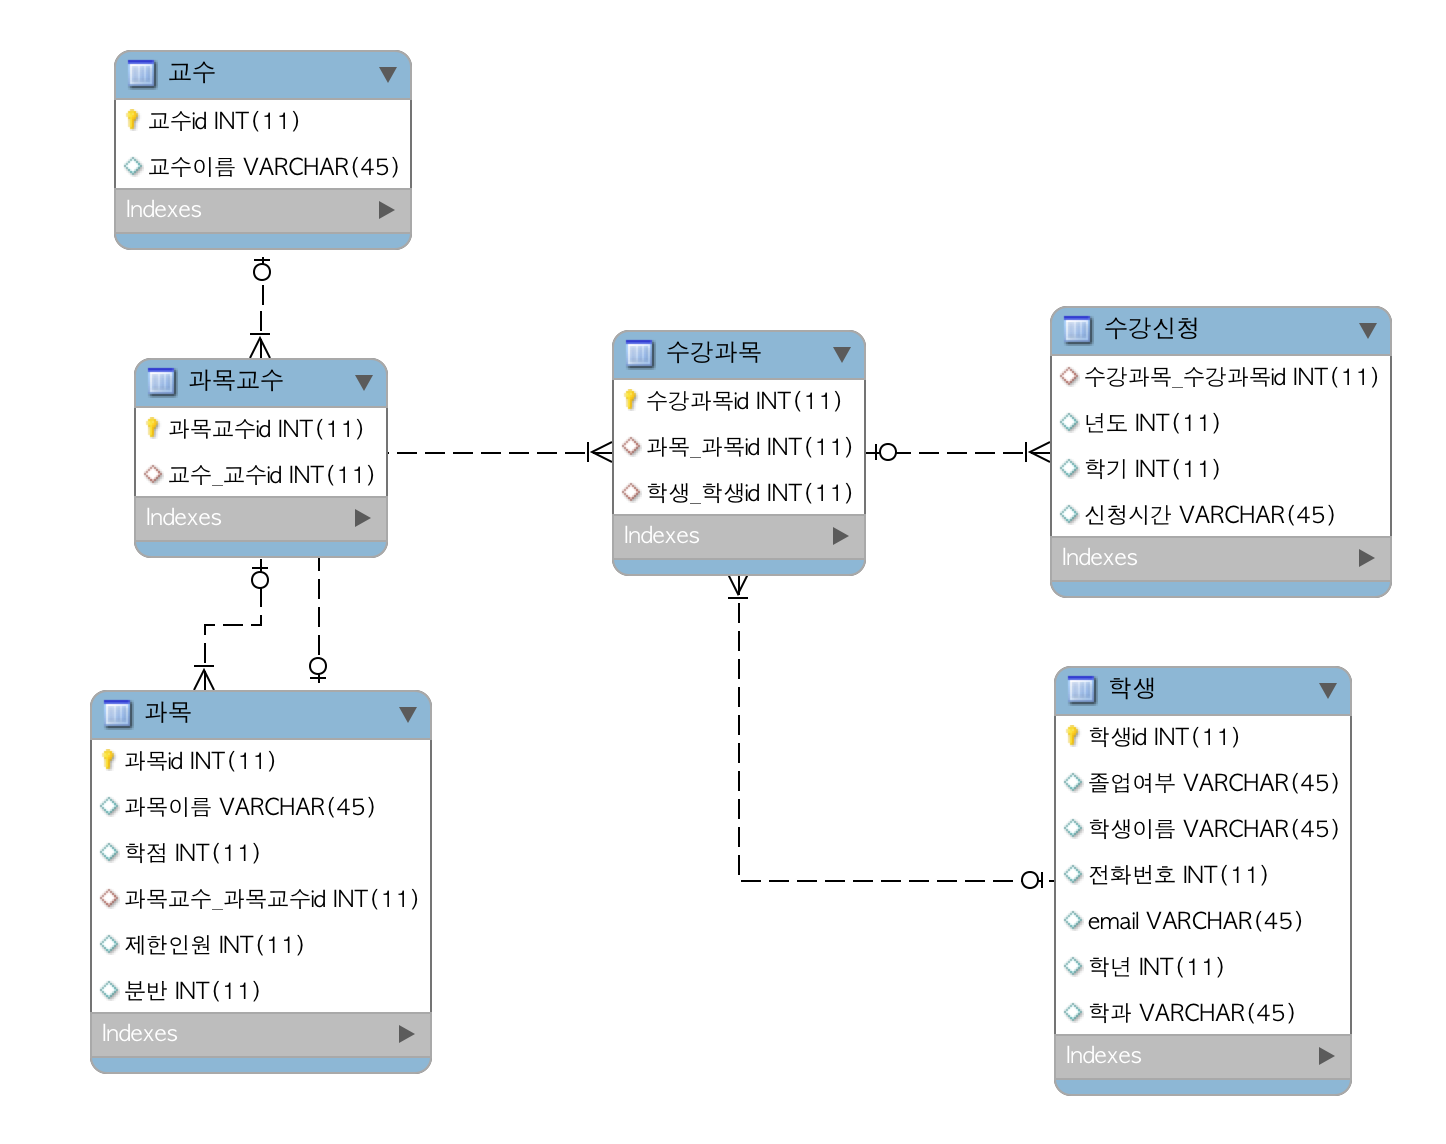 교수
교수id INT(11)
교수이름 VARCHAR(45)
Indexes
과목교수
과목교수id INT(11)
교수_교수id INT(11)
Indexes
과목
과목id INT(11)
과목이름 VARCHAR(45)
학점 INT(11)
과목교수_과목교수id INT(11)
제한인원 INT(11)
분반 INT(11)
Indexes
수강과목
수강과목id INT(11)
과목_과목id INT(11)
학생_학생id INT(11)
Indexes
수강신청
수강과목_수강과목id INT(11)
년도 INT(11)
학기 INT(11)
신청시간 VARCHAR(45)
Indexes
학생
학생id INT(11)
졸업여부 VARCHAR(45)
학생이름 VARCHAR(45)
전화번호 INT(11)
email VARCHAR(45)
학년 INT(11)
학과 VARCHAR(45)
Indexes